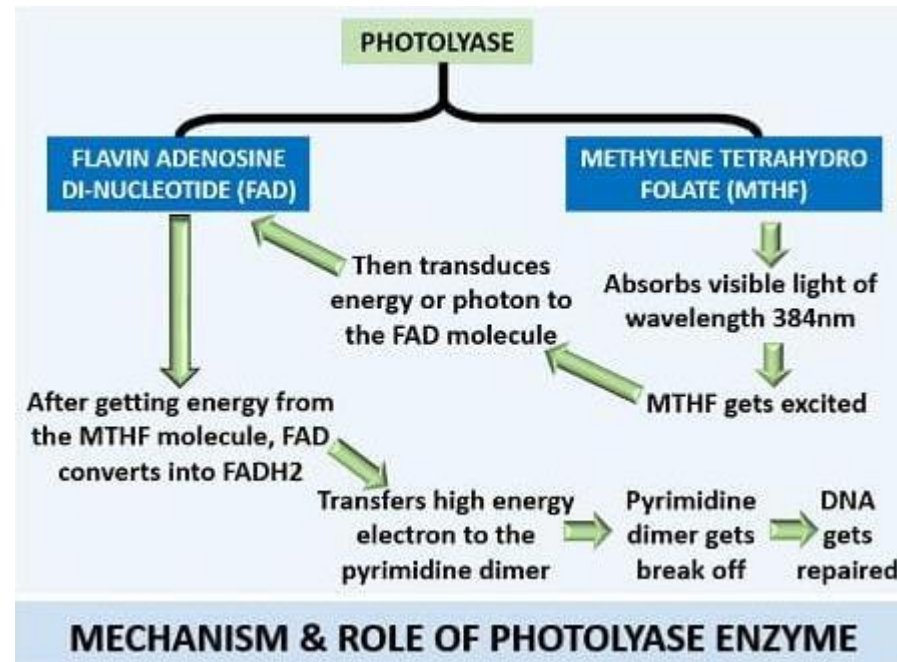 PHOTOLYASE
FLAVIN ADENOSINE
DI-NUCLEOTIDE (FAD)
METHYLENE TETRAHYDRO
FOLATE (MTHF)
Absorbs visible light of
wavelength 384nm
MTHF gets excited
Then transduces
energy or photon to
the FAD molecule
After getting energy from
the MTHF molecule, FAD
converts into FADH2
Transfers high energy
electron to the
pyrimidine dimer
Pyrimidine
dimer gets
break off
DNA
gets
repaired
MECHANISM & ROLE OF PHOTOLYASE ENZYME